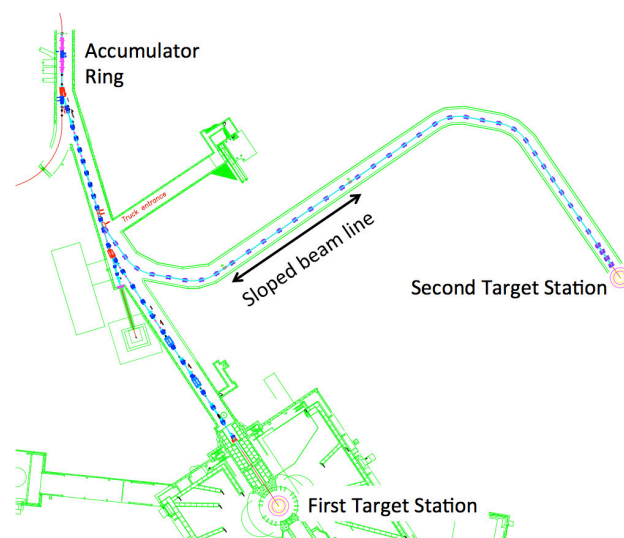 Accumulator
Ring
Truck entrance
Sloped beam line
Second Target Station
First Target Station